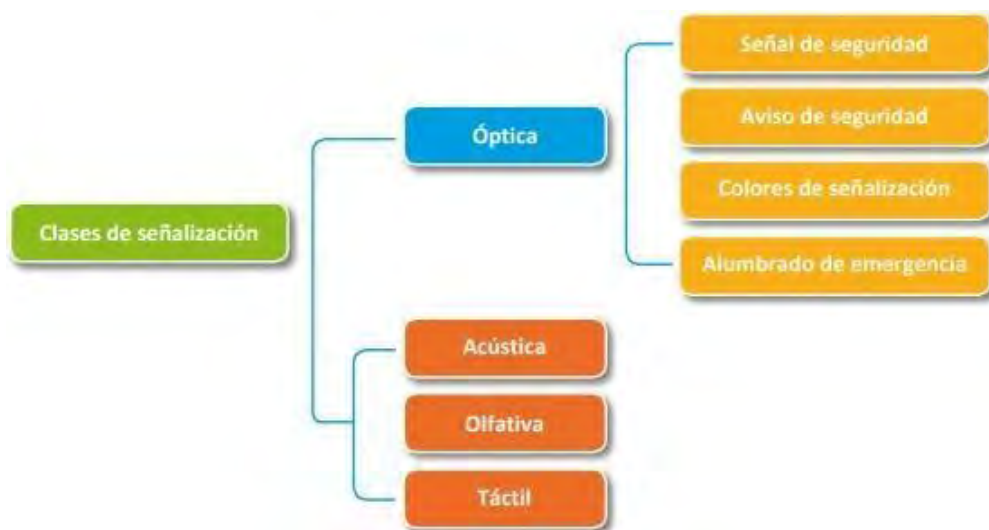 Clases de señalización
Óptica
Señal de seguridad
Aviso de seguridad
Colores de señalización
Alumbrado de emergencia
Acústica
Olfativa
Táctil